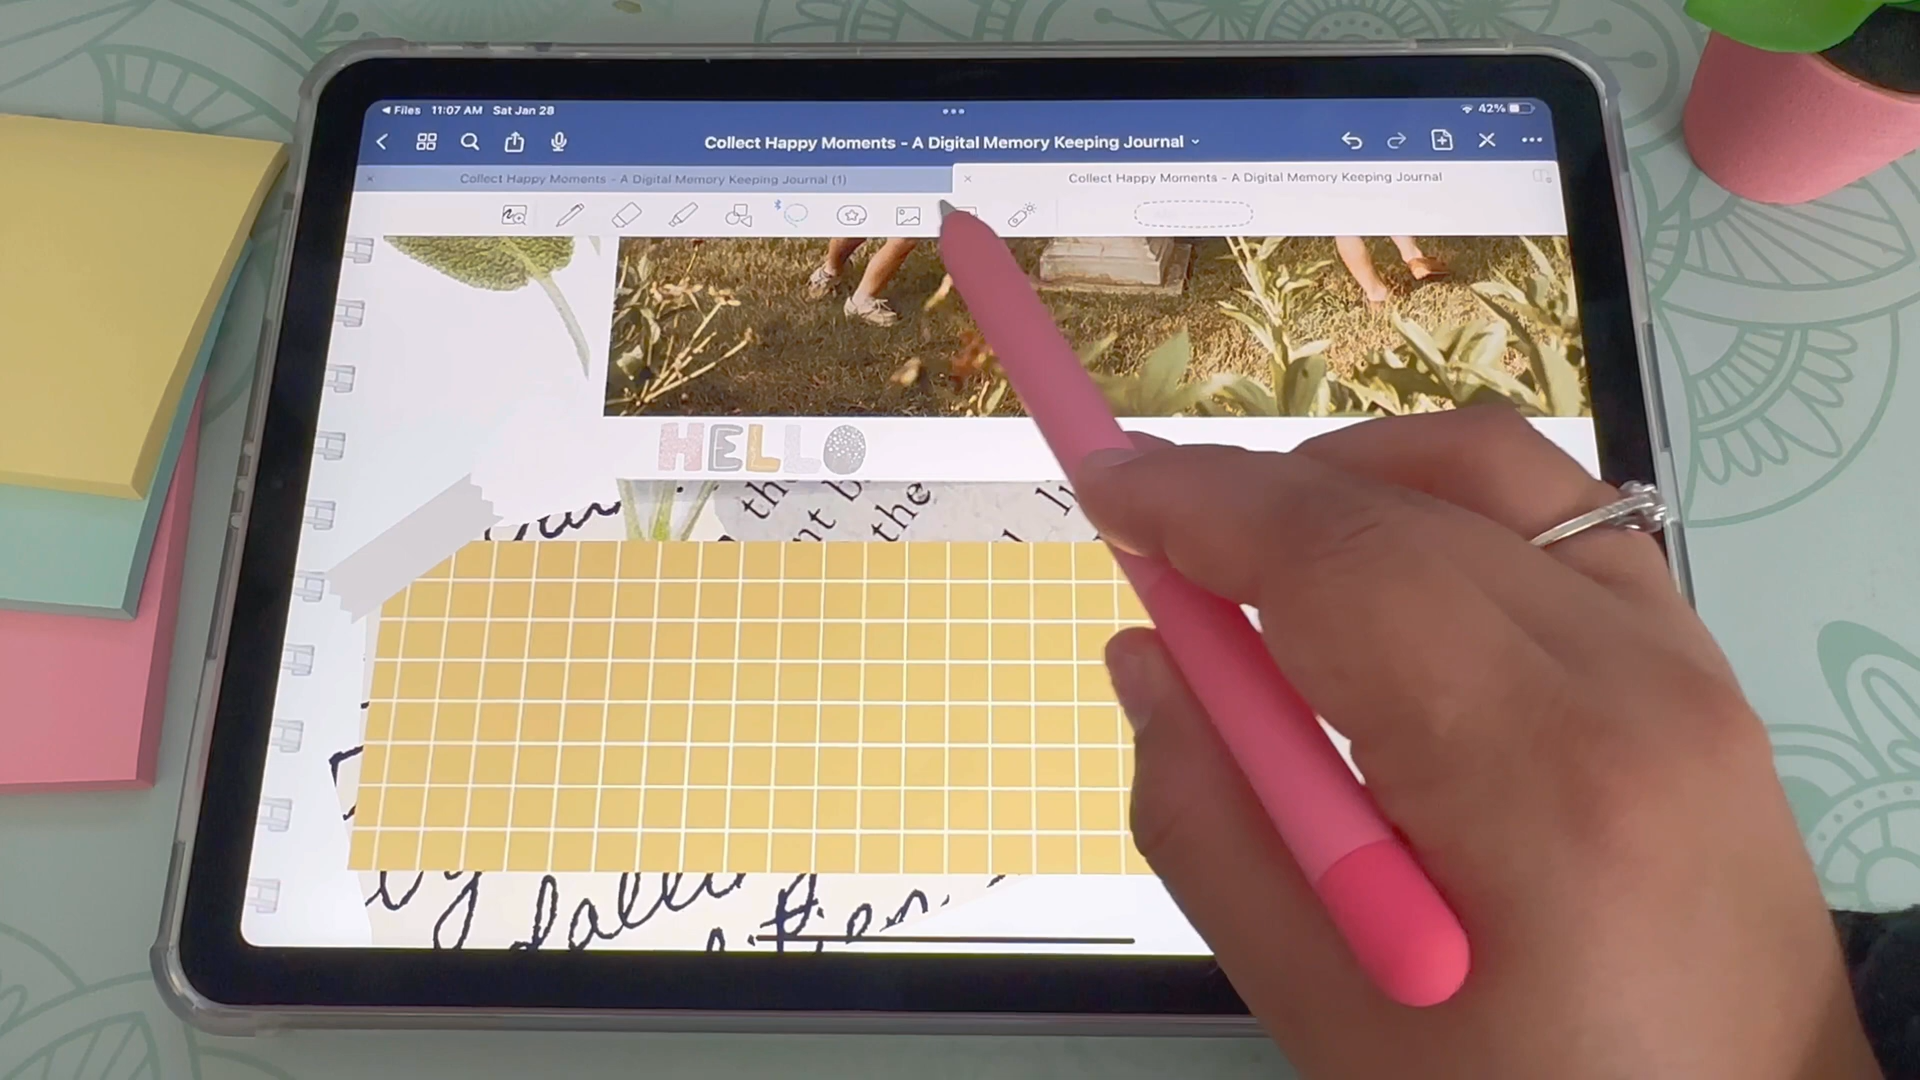 Files 11:07 AM Sat Jan 28
42%
Collect Happy Moments - A Digital Memory Keeping Journal
Collect Happy Moments - A Digital Memory Keeping Journal (1)
Collect Happy Moments - A Digital Memory Keeping Journal
HELLO
the